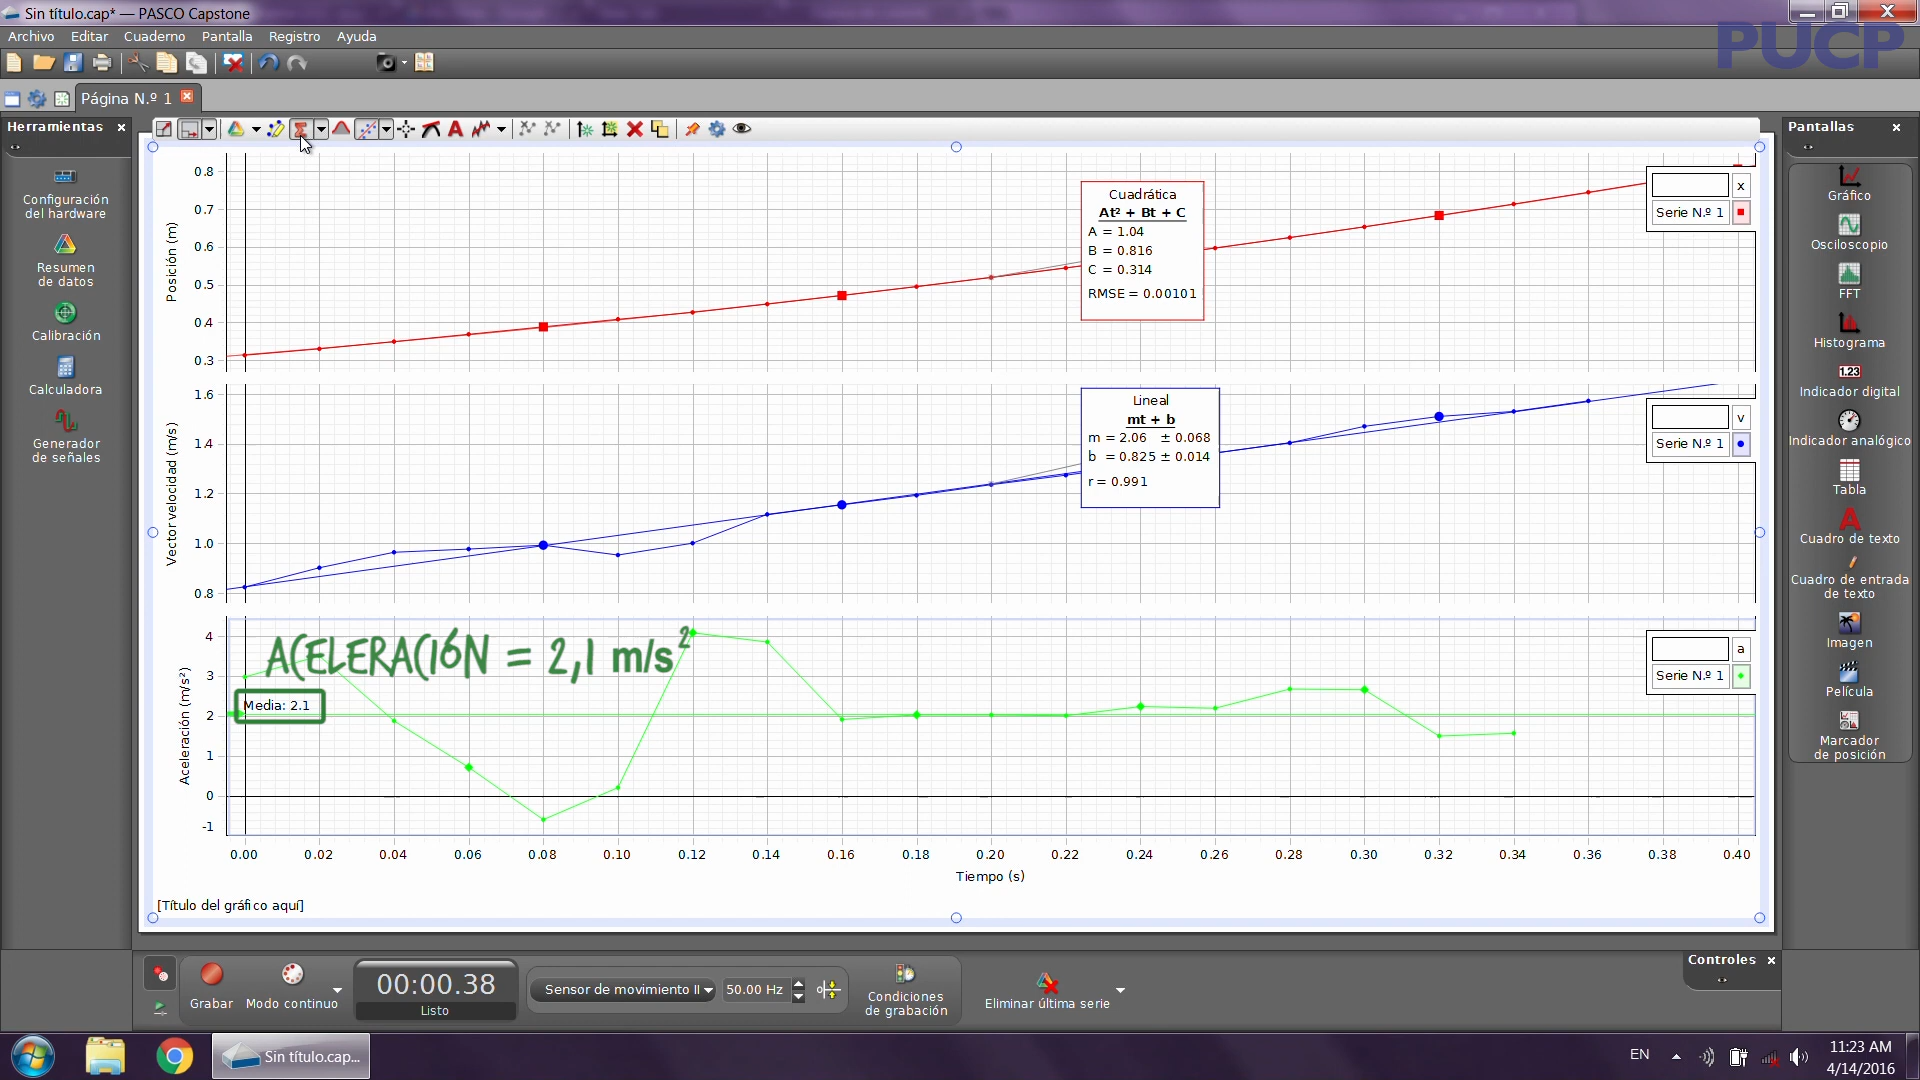 Sin título.cap* — PASCO Capstone
PUCP
Archivo Editar Cuaderno Pantalla Registro Ayuda
Página N.º 1
Herramientas
Configuración del hardware
Resumen de datos
Calibración
Calculadora
Generador de señales
Posición (m)
0.8
0.7
0.6
0.5
0.4
0.3
Cuadrática
At² + Bt + C
A = 1.04
B = 0.816
C = 0.314
RMSE = 0.00101
x
Serie N.º 1
Vector velocidad (m/s)
1.6
1.4
1.2
1.0
0.8
Lineal
mt + b
m = 2.06 ± 0.068
b = 0.825 ± 0.014
r = 0.991
v
Serie N.º 1
Aceleración (m/s²)
4
3
2
1
0
-1
ACELERACIÓN = 2,1 m/s²
Media: 2.1
a
Serie N.º 1
0.00 0.02 0.04 0.06 0.08 0.10 0.12 0.14 0.16 0.18 0.20 0.22 0.24 0.26 0.28 0.30 0.32 0.34 0.36 0.38 0.40
Tiempo (s)
[Título del gráfico aquí]
Pantallas
Gráfico
Osciloscopio
FFT
Histograma
1.23
Indicador digital
Indicador analógico
Tabla
Cuadro de texto
Cuadro de entrada de texto
Imagen
Película
Marcador de posición
Grabar
Modo continuo
00:00.38
Listo
Sensor de movimiento II
50.00 Hz
Condiciones de grabación
Eliminar última serie
Controles
Sin título.cap...
EN
11:23 AM
4/14/2016